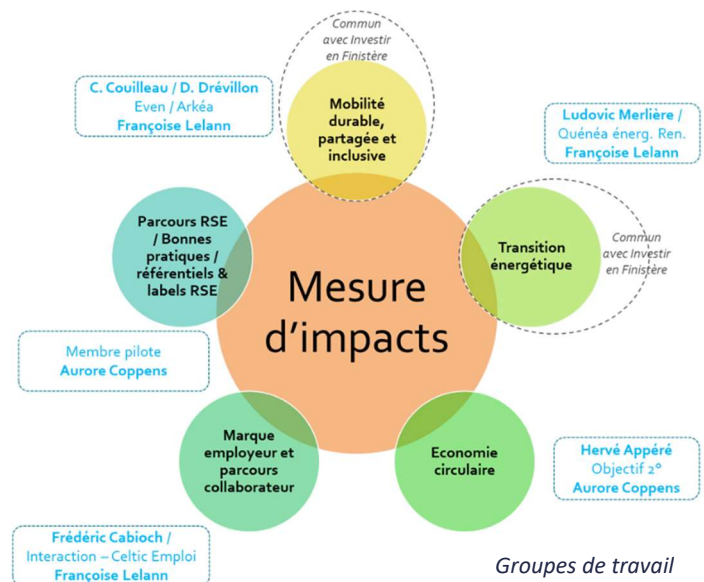 Commun
avec Investir
en Finistère
C. Couilleau / D. Drévillon
Even / Arkéa
Françoise Lelann
Mobilité
durable,
partagée et
inclusive
Ludovic Merlière /
Quénéa énerg. Ren.
Françoise Lelann
Parcours RSE
/ Bonnes
pratiques /
référentiels &
labels RSE
Transition
énergétique
Commun
avec Investir
en Finistère
Mesure
d'impacts
Membre pilote
Aurore Coppens
Marque
employeur et
parcours
collaborateur
Economie
circulaire
Hervé Appéré
Objectif 2°
Aurore Coppens
Frédéric Cabioch /
Interaction – Celtic Emploi
Françoise Lelann
Groupes de travail